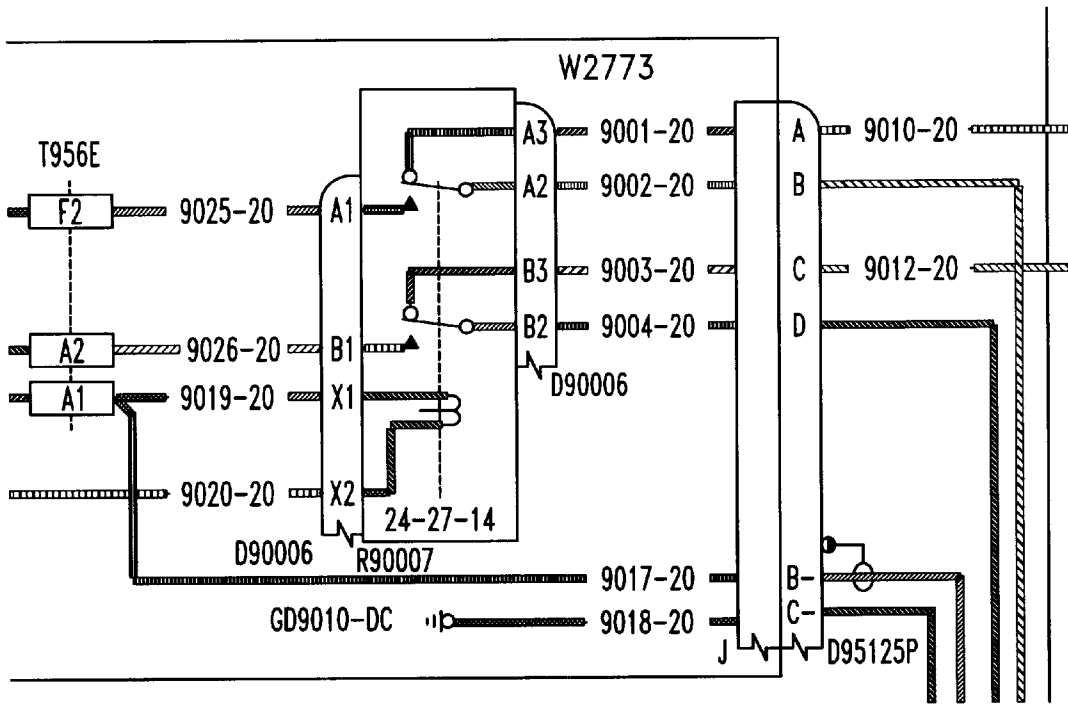 W2773
T956E
A3 9001-20 A 9010-20
F2 9025-20 A1 A2 9002-20 B
B3 9003-20 C 9012-20
A2 9026-20 B1 B2 9004-20 D
A1 9019-20 X1 D90006
9020-20 X2 24-27-14
D90006 R90007
9017-20 B-
GD9010-DC 9018-20 C-
J D95125P